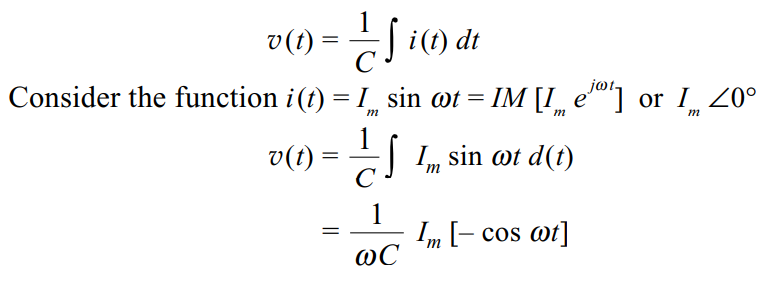 v(t) = 1/C ∫ i(t) dt
Consider the function i(t) = I_m sin ωt = IM [I_m e^{jωt}] or I_m ∠0°
v(t) = 1/C ∫ I_m sin ωt d(t)
= 1/ωC I_m [– cos ωt]